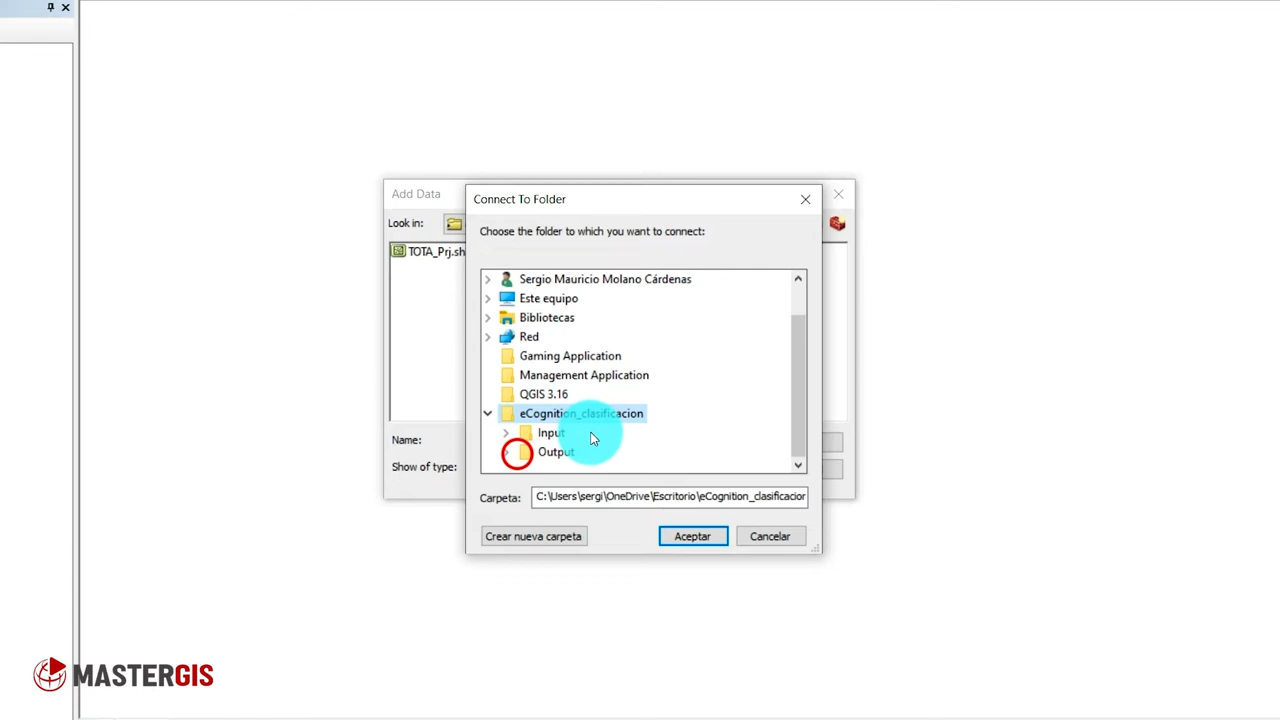 Add Data
Connect To Folder
Look in:
Choose the folder to which you want to connect:
TOTA_Prj.sh
Sergio Mauricio Molano Cárdenas
Este equipo
Bibliotecas
Red
Gaming Application
Management Application
QGIS 3.16
eCognition_clasificacion
Input
Output
Name:
Show of type:
Carpeta:
C:\Users\sergi\OneDrive\Escritorio\eCognition_clasificacior
Crear nueva carpeta
Aceptar
Cancelar
MASTERGIS